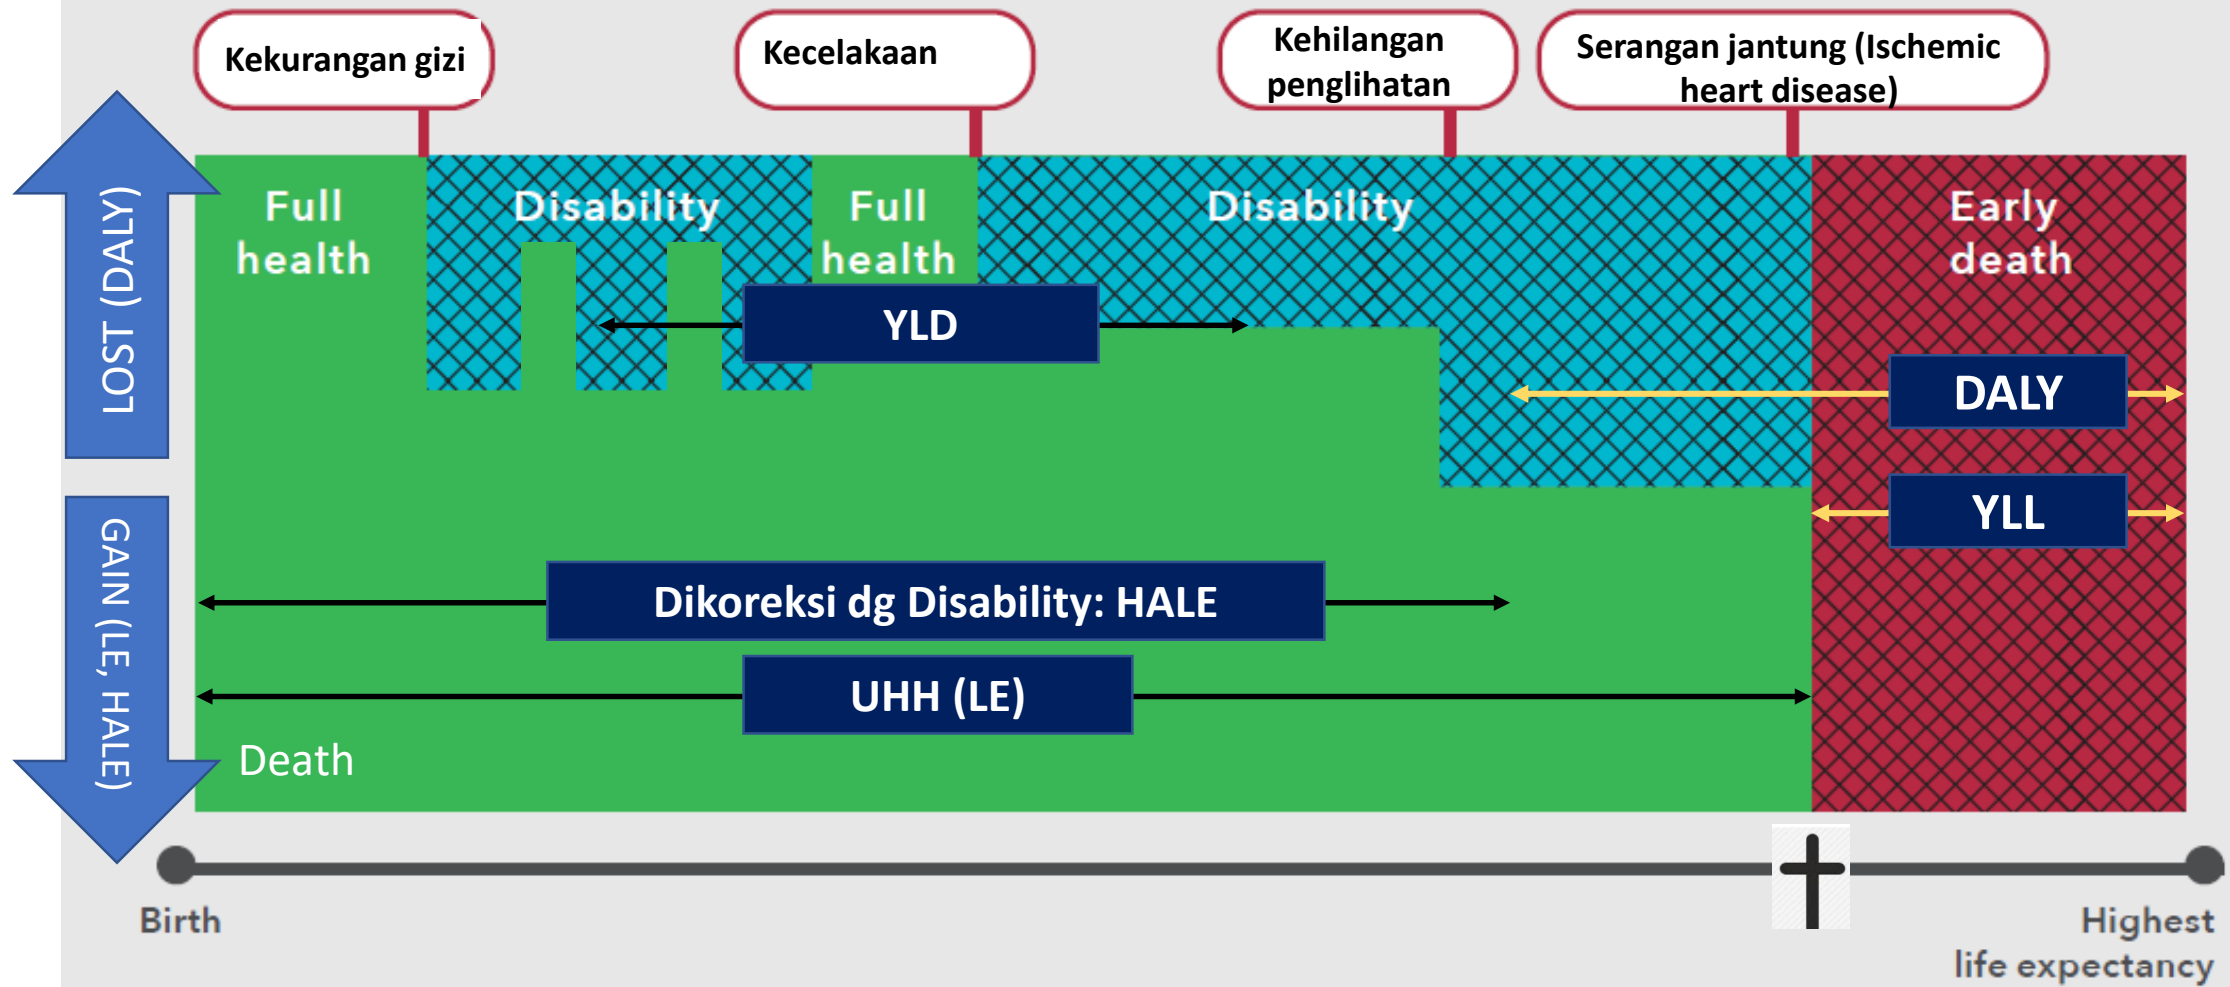 Kekurangan gizi
Kecelakaan
Kehilangan
penglihatan
Serangan jantung (Ischemic
heart disease)
LOST (DALY)
GAIN (LE, HALE)
Full
health
Disability
Full
health
Disability
Early
death
YLD
DALY
YLL
Dikoreksi dg Disability: HALE
UHH (LE)
Death
Birth
Highest
life expectancy